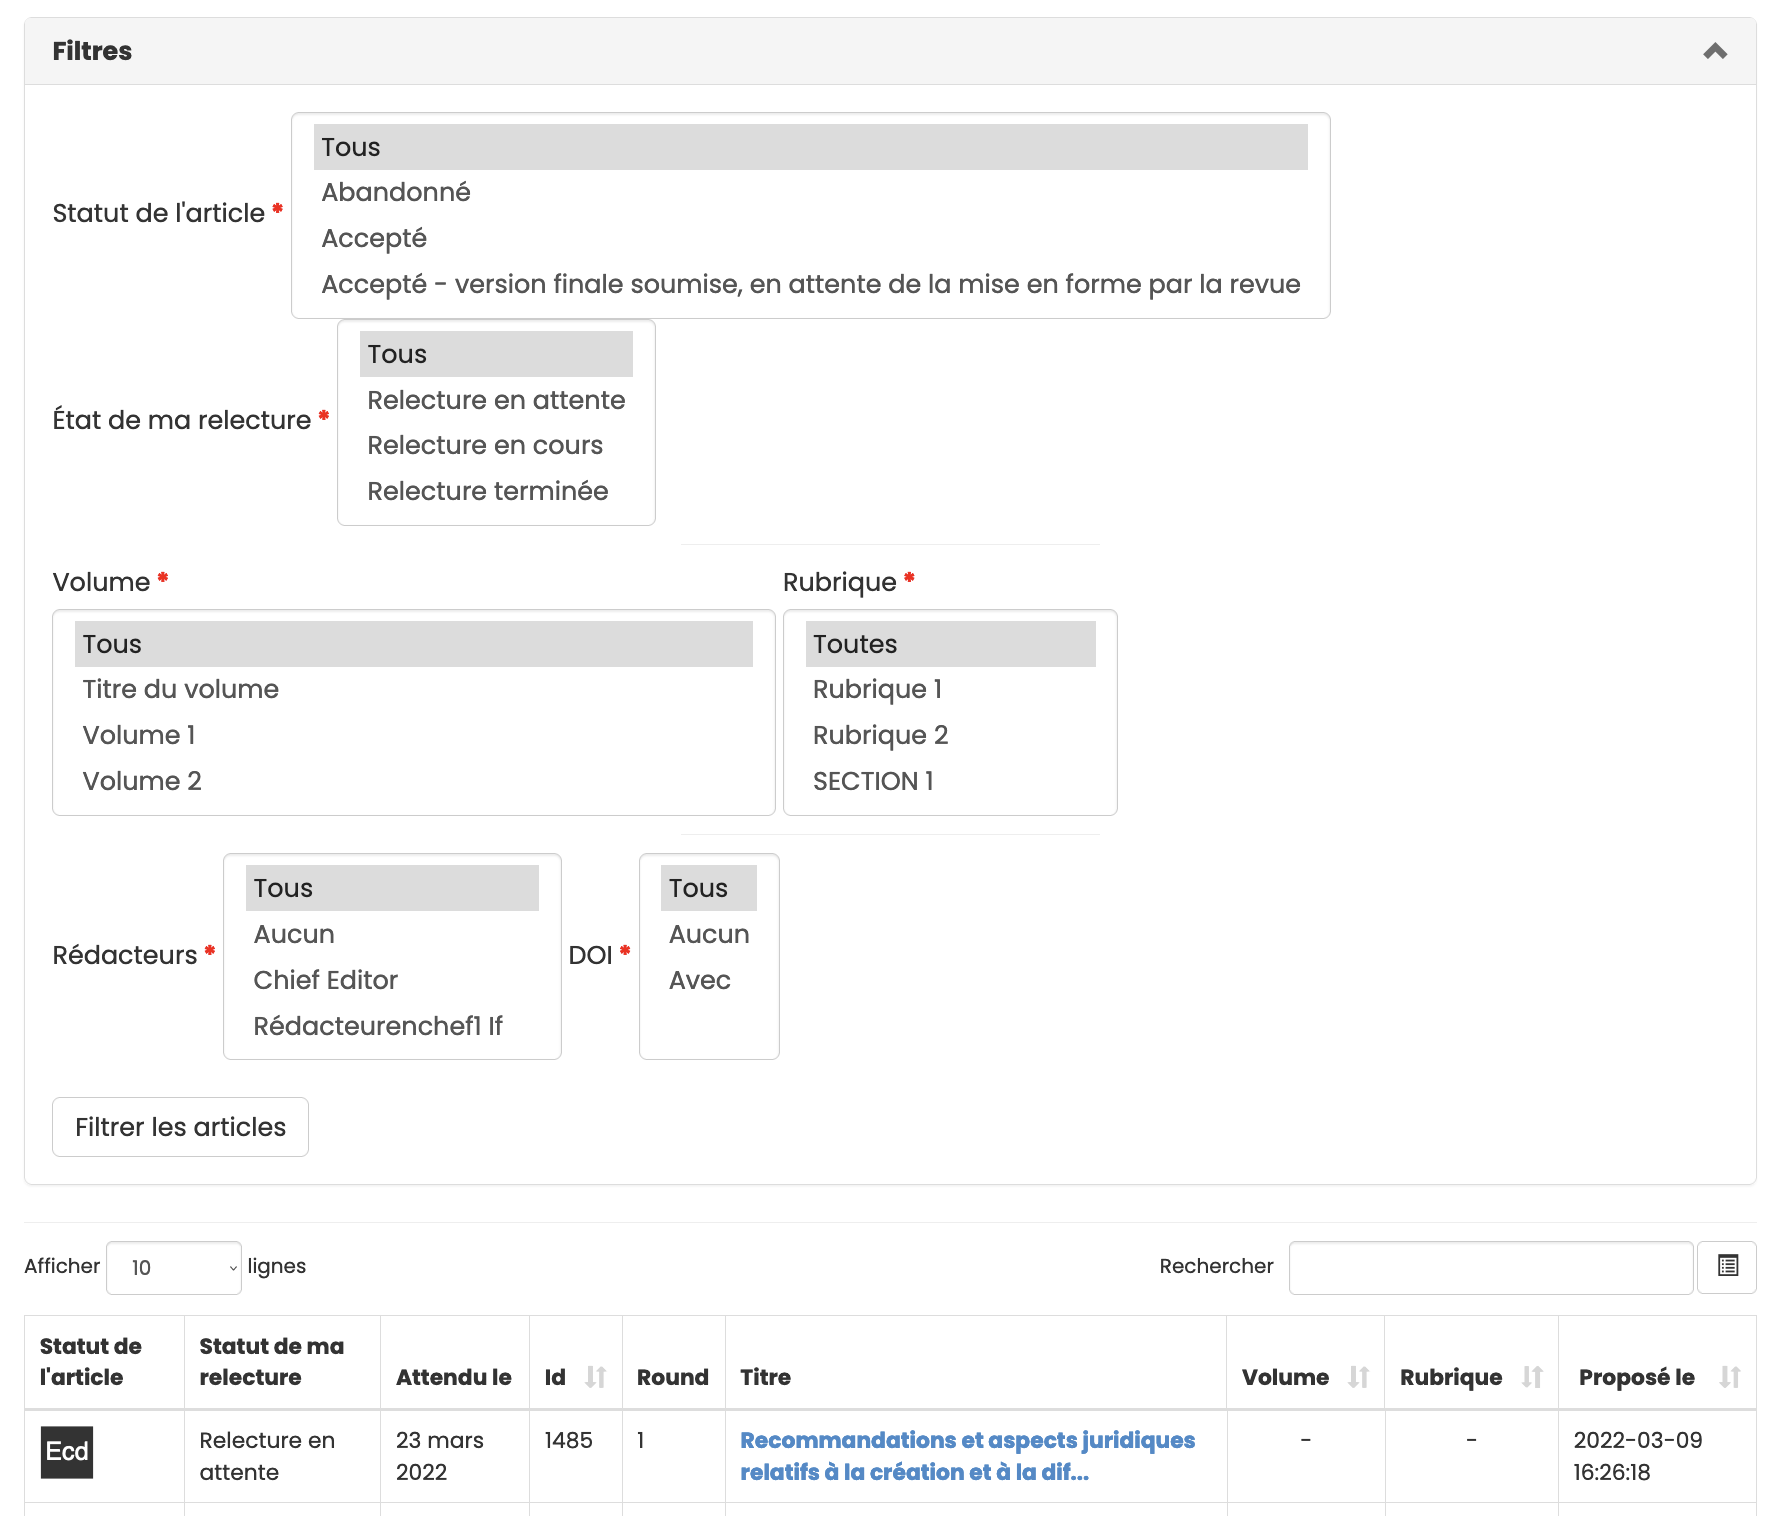 Filtres
Statut de l'article *
Tous
Abandonné
Accepté
Accepté - version finale soumise, en attente de la mise en forme par la revue
État de ma relecture *
Tous
Relecture en attente
Relecture en cours
Relecture terminée
Volume *
Tous
Titre du volume
Volume 1
Volume 2
Rubrique *
Toutes
Rubrique 1
Rubrique 2
SECTION 1
Rédacteurs *
Tous
Aucun
Chief Editor
Rédacteurenchef1 If
DOI *
Tous
Aucun
Avec
Filtrer les articles
Afficher 10 lignes
Rechercher
Statut de
l'article
Statut de ma
relecture
Attendu le
Id
Round
Titre
Volume
Rubrique
Proposé le
Ecd
Relecture en
attente
23 mars
2022
1485
1
Recommandations et aspects juridiques
relatifs à la création et à la dif...
-
-
2022-03-09
16:26:18